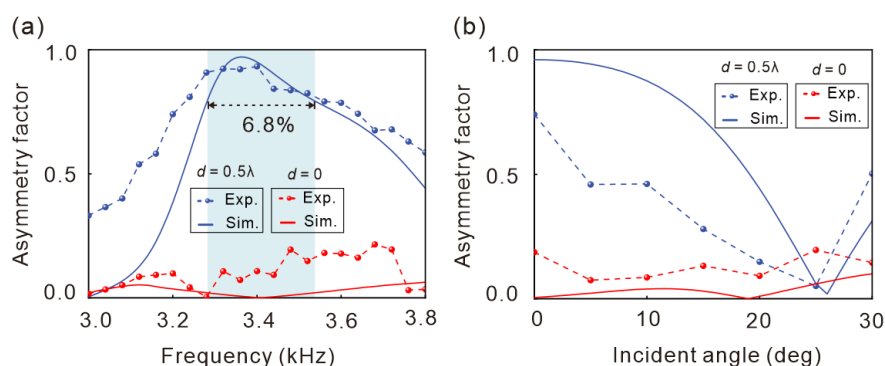 (a)
Asymmetry factor
1.0
0.5
0.0
6.8%
d = 0.5λ
d = 0
Exp.
Sim.
Exp.
Sim.
3.0
3.2
3.4
3.6
3.8
Frequency (kHz)
(b)
Asymmetry factor
1.0
0.5
0.0
d = 0.5λ
d = 0
Exp.
Sim.
Exp.
Sim.
0
10
20
30
Incident angle (deg)